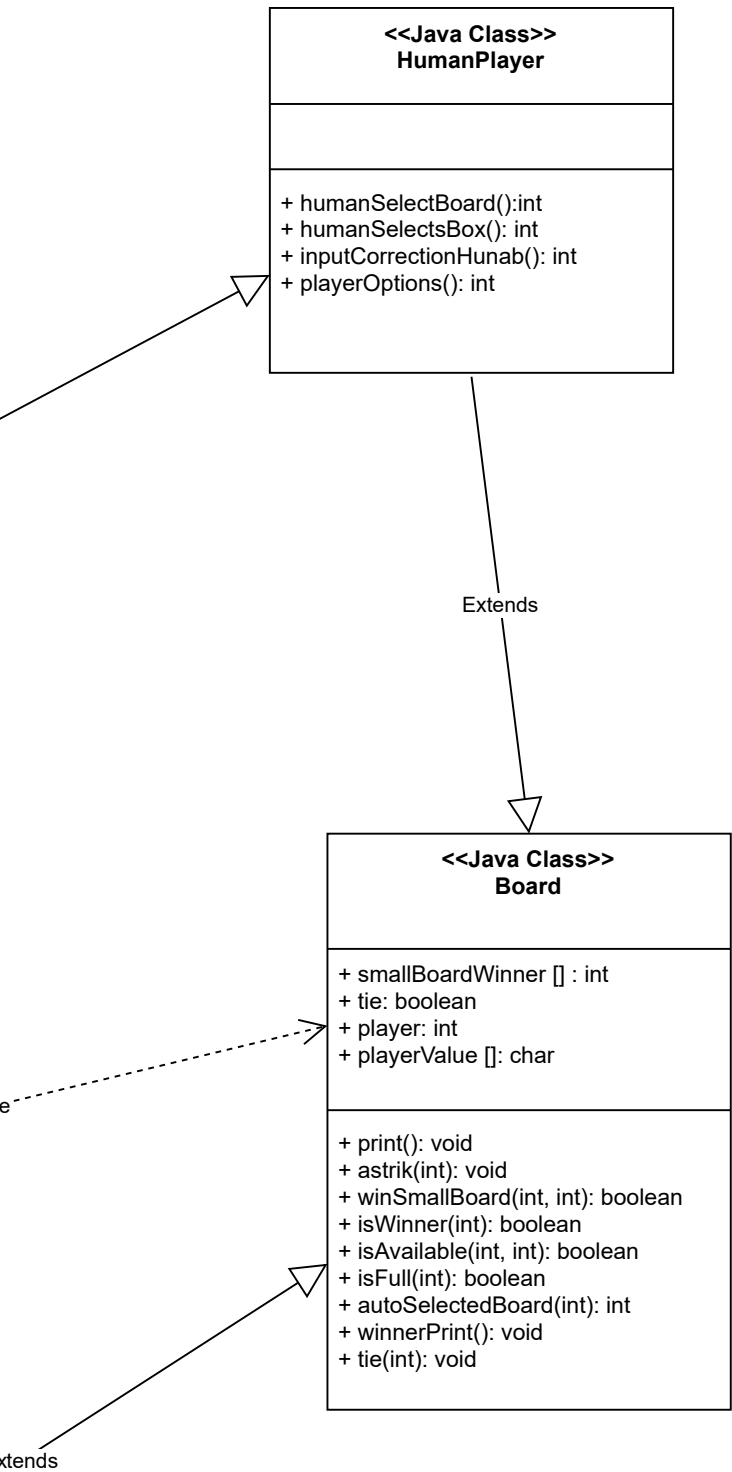 <<Java Class>>
HumanPlayer
+ humanSelectBoard():int
+ humanSelectsBox(): int
+ inputCorrectionHunab(): int
+ playerOptions(): int
Extends
<<Java Class>>
Board
+ smallBoardWinner [] : int
+ tie: boolean
+ player: int
+ playerValue []: char
e
+ print(): void
+ astrik(int): void
+ winSmallBoard(int, int): boolean
+ isWinner(int): boolean
+ isAvailable(int, int): boolean
+ isFull(int): boolean
+ autoSelectedBoard(int): int
+ winnerPrint(): void
+ tie(int): void
xtends